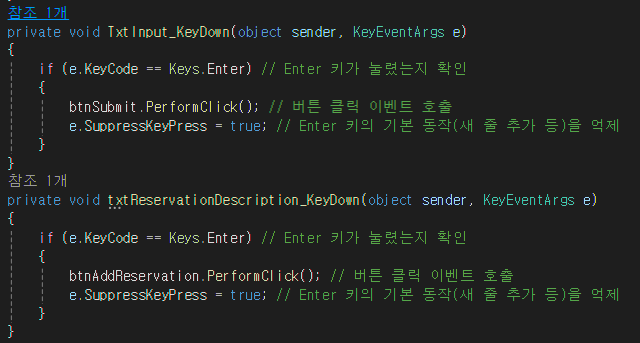 참조 1개
private void TxtInput_KeyDown(object sender, KeyEventArgs e)
{
if (e.KeyCode == Keys.Enter) // Enter 키가 눌렸는지 확인
{
btnSubmit.PerformClick(); // 버튼 클릭 이벤트 호출
e.SuppressKeyPress = true; // Enter 키의 기본 동작(새 줄 추가 등)을 억제
}
}
참조 1개
private void txtReservationDescription_KeyDown(object sender, KeyEventArgs e)
{
if (e.KeyCode == Keys.Enter) // Enter 키가 눌렸는지 확인
{
btnAddReservation.PerformClick(); // 버튼 클릭 이벤트 호출
e.SuppressKeyPress = true; // Enter 키의 기본 동작(새 줄 추가 등)을 억제
}
}